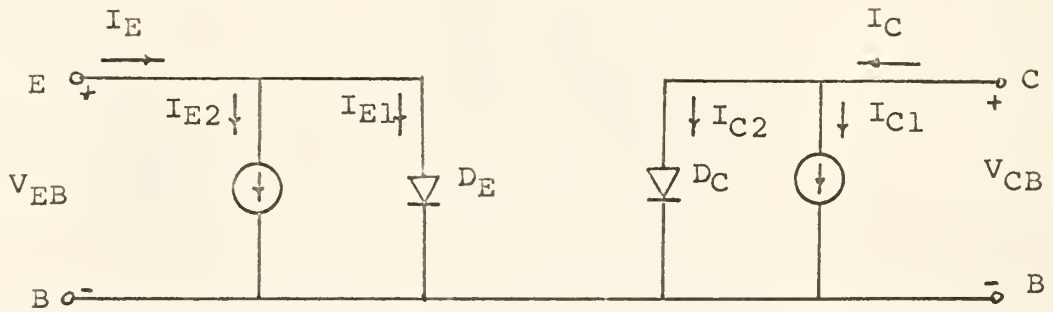 I_E I_C
E + C +
I_E2 I_E1 I_C2 I_C1
V_EB D_E D_C V_CB
B - - B